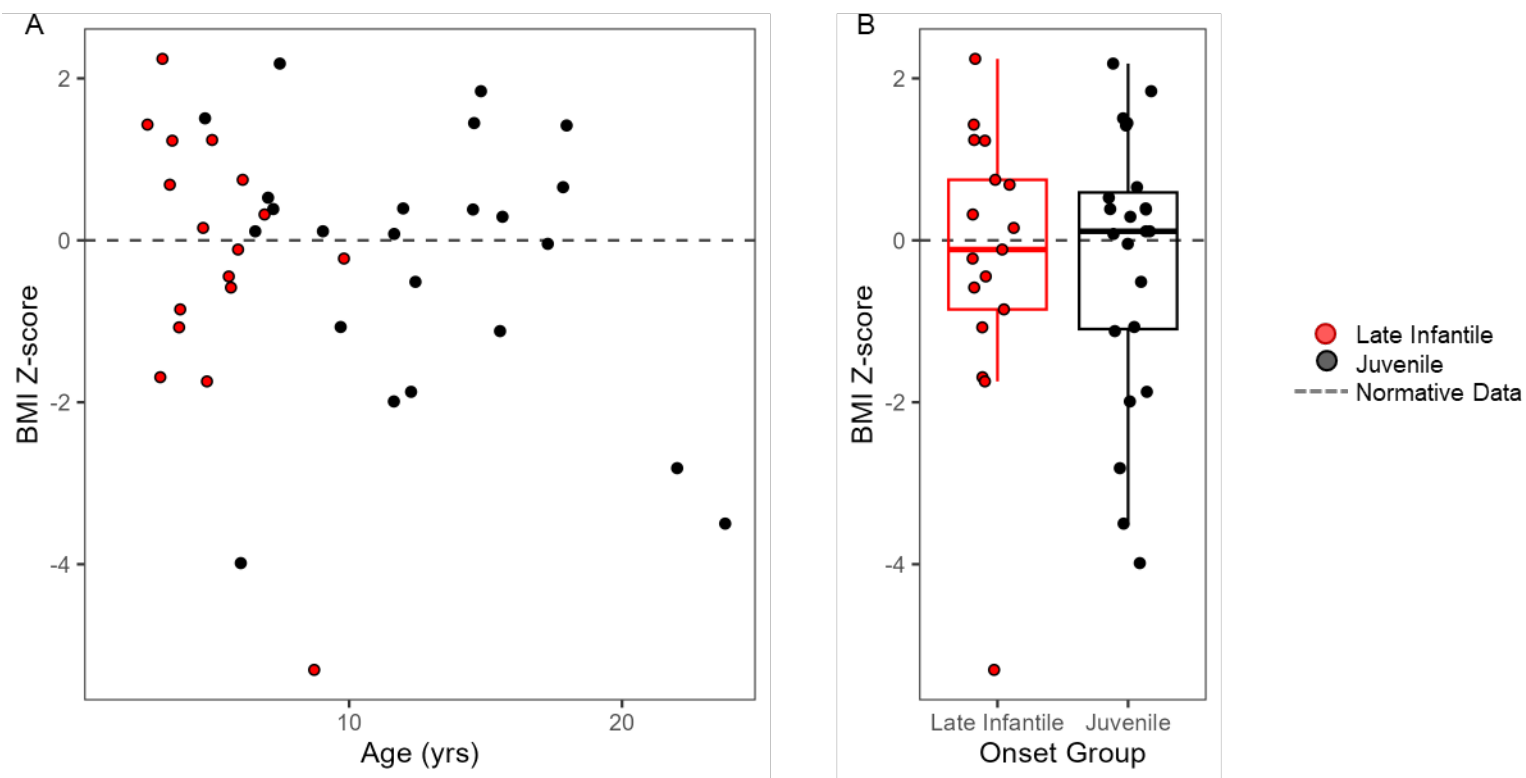 A
BMI Z-score
2
0
-2
-4
10
20
Age (yrs)
B
BMI Z-score
2
0
-2
-4
Late Infantile
Juvenile
Onset Group
Late Infantile
Juvenile
Normative Data